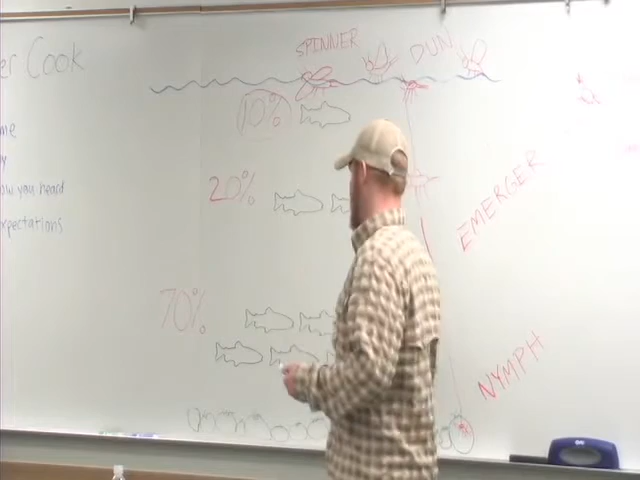 er Cook
me
y
ow you heard
xpectations
SPINNER
DUN
10%
20%
EMERGER
70%
NYMPH